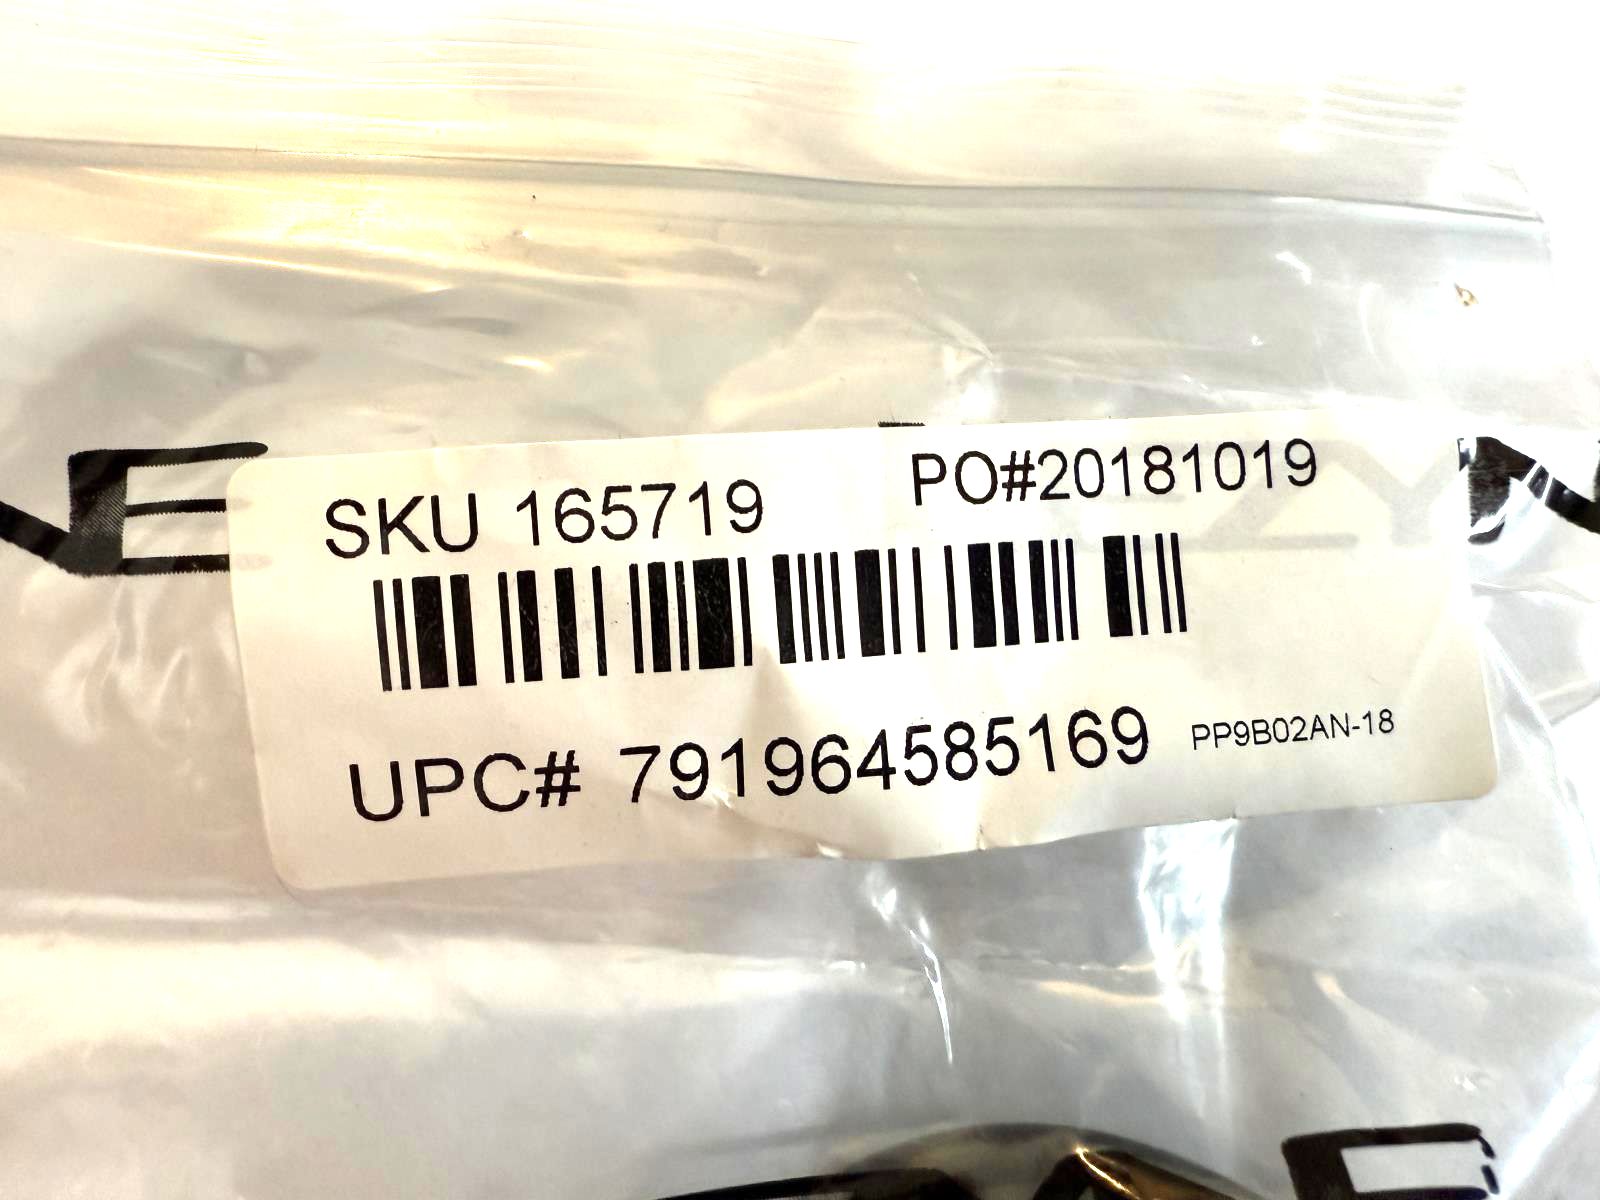 SKU 165719 PO#20181019
UPC# 791964585169 PP9B02AN-18